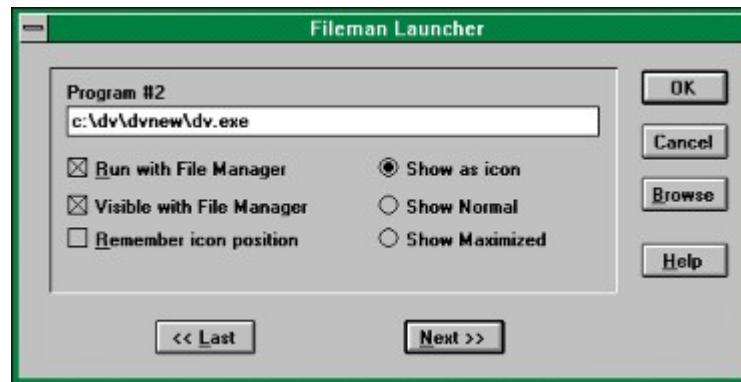 Fileman Launcher
Program #2
c:\dv\dvnew\dv.exe
Run with File Manager
Visible with File Manager
Remember icon position
Show as icon
Show Normal
Show Maximized
OK
Cancel
Browse
Help
<< Last
Next >>